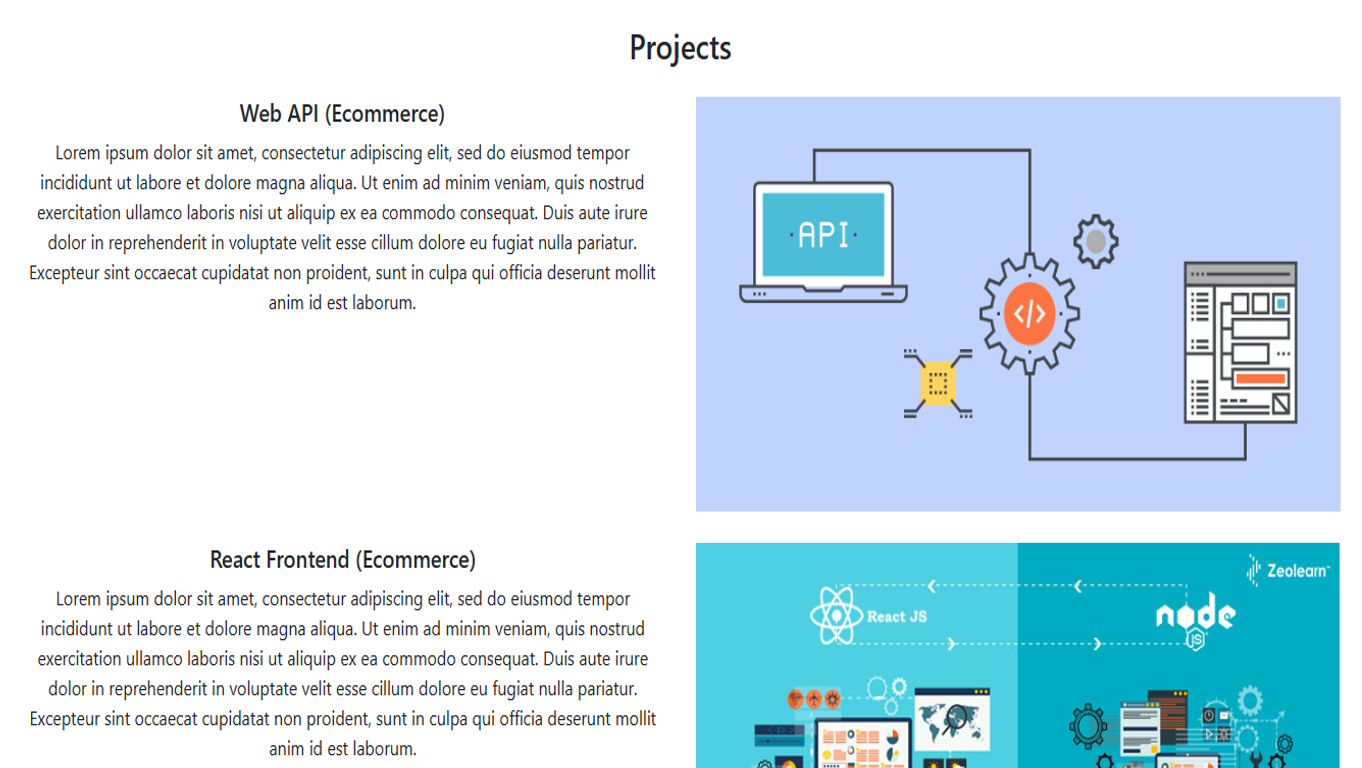 Projects
Web API (Ecommerce)
Lorem ipsum dolor sit amet, consectetur adipiscing elit, sed do eiusmod tempor
incididunt ut labore et dolore magna aliqua. Ut enim ad minim veniam, quis nostrud
exercitation ullamco laboris nisi ut aliquip ex ea commodo consequat. Duis aute irure
dolor in reprehenderit in voluptate velit esse cillum dolore eu fugiat nulla pariatur.
Excepteur sint occaecat cupidatat non proident, sunt in culpa qui officia deserunt mollit
anim id est laborum.
·API·
</>
React Frontend (Ecommerce)
Lorem ipsum dolor sit amet, consectetur adipiscing elit, sed do eiusmod tempor
incididunt ut labore et dolore magna aliqua. Ut enim ad minim veniam, quis nostrud
exercitation ullamco laboris nisi ut aliquip ex ea commodo consequat. Duis aute irure
dolor in reprehenderit in voluptate velit esse cillum dolore eu fugiat nulla pariatur.
Excepteur sint occaecat cupidatat non proident, sunt in culpa qui officia deserunt mollit
anim id est laborum.
Zeolearn™
React JS
node
JS